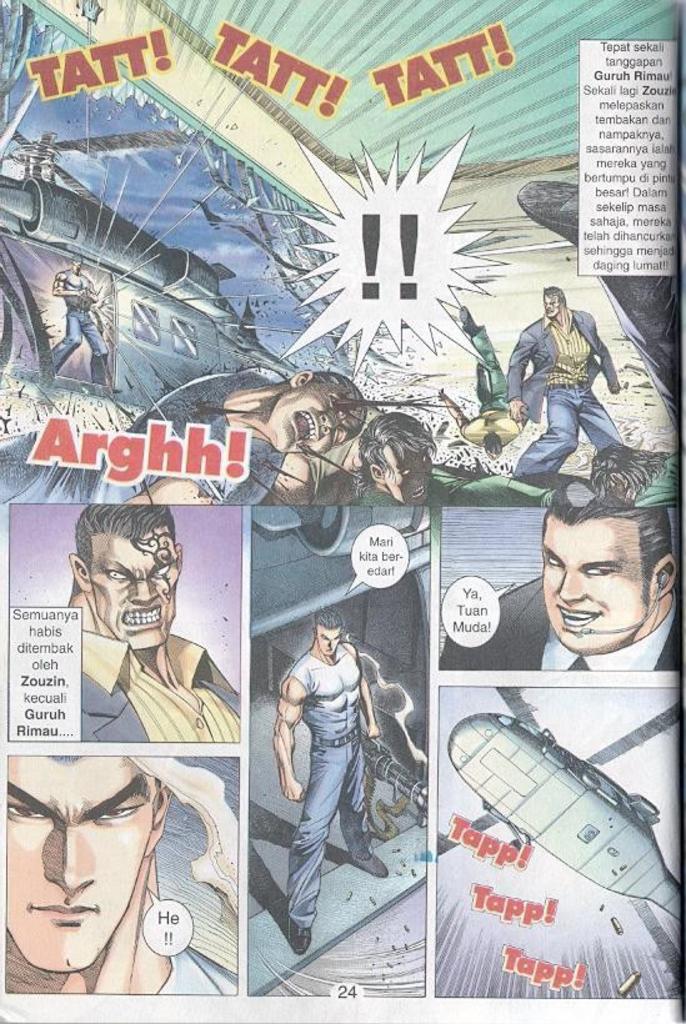 TATT! TATT! TATT!
Tepat sekali
tanggapan
Guruh Rimau!
Sekali lagi Zouzin
melepaskan
tembakan dan
nampaknya,
sasarannya ialah
mereka yang
bertumpu di pintu
besar! Dalam
sekelip masa
sahaja, mereka
telah dihancurkan
sehingga menjadi
daging lumat!!
!!
Arghh!
Semuanya
habis
ditembak
oleh
Zouzin,
kecuali
Guruh
Rimau....
Mari
kita ber-
edar!
Ya,
Tuan
Muda!
He
!!
Tapp!
Tapp!
Tapp!
24